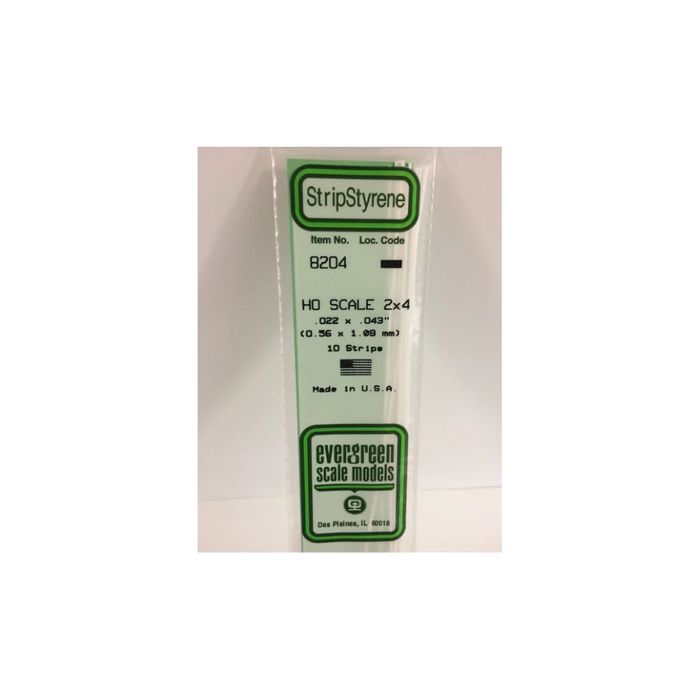 StripStyrene
Item No. Loc. Code
8204
HO SCALE 2x4
.022 x .043"
(0.56 x 1.09 mm)
10 Strips
Made in U.S.A.
evergreen
scale models
Des Plaines, IL 60018